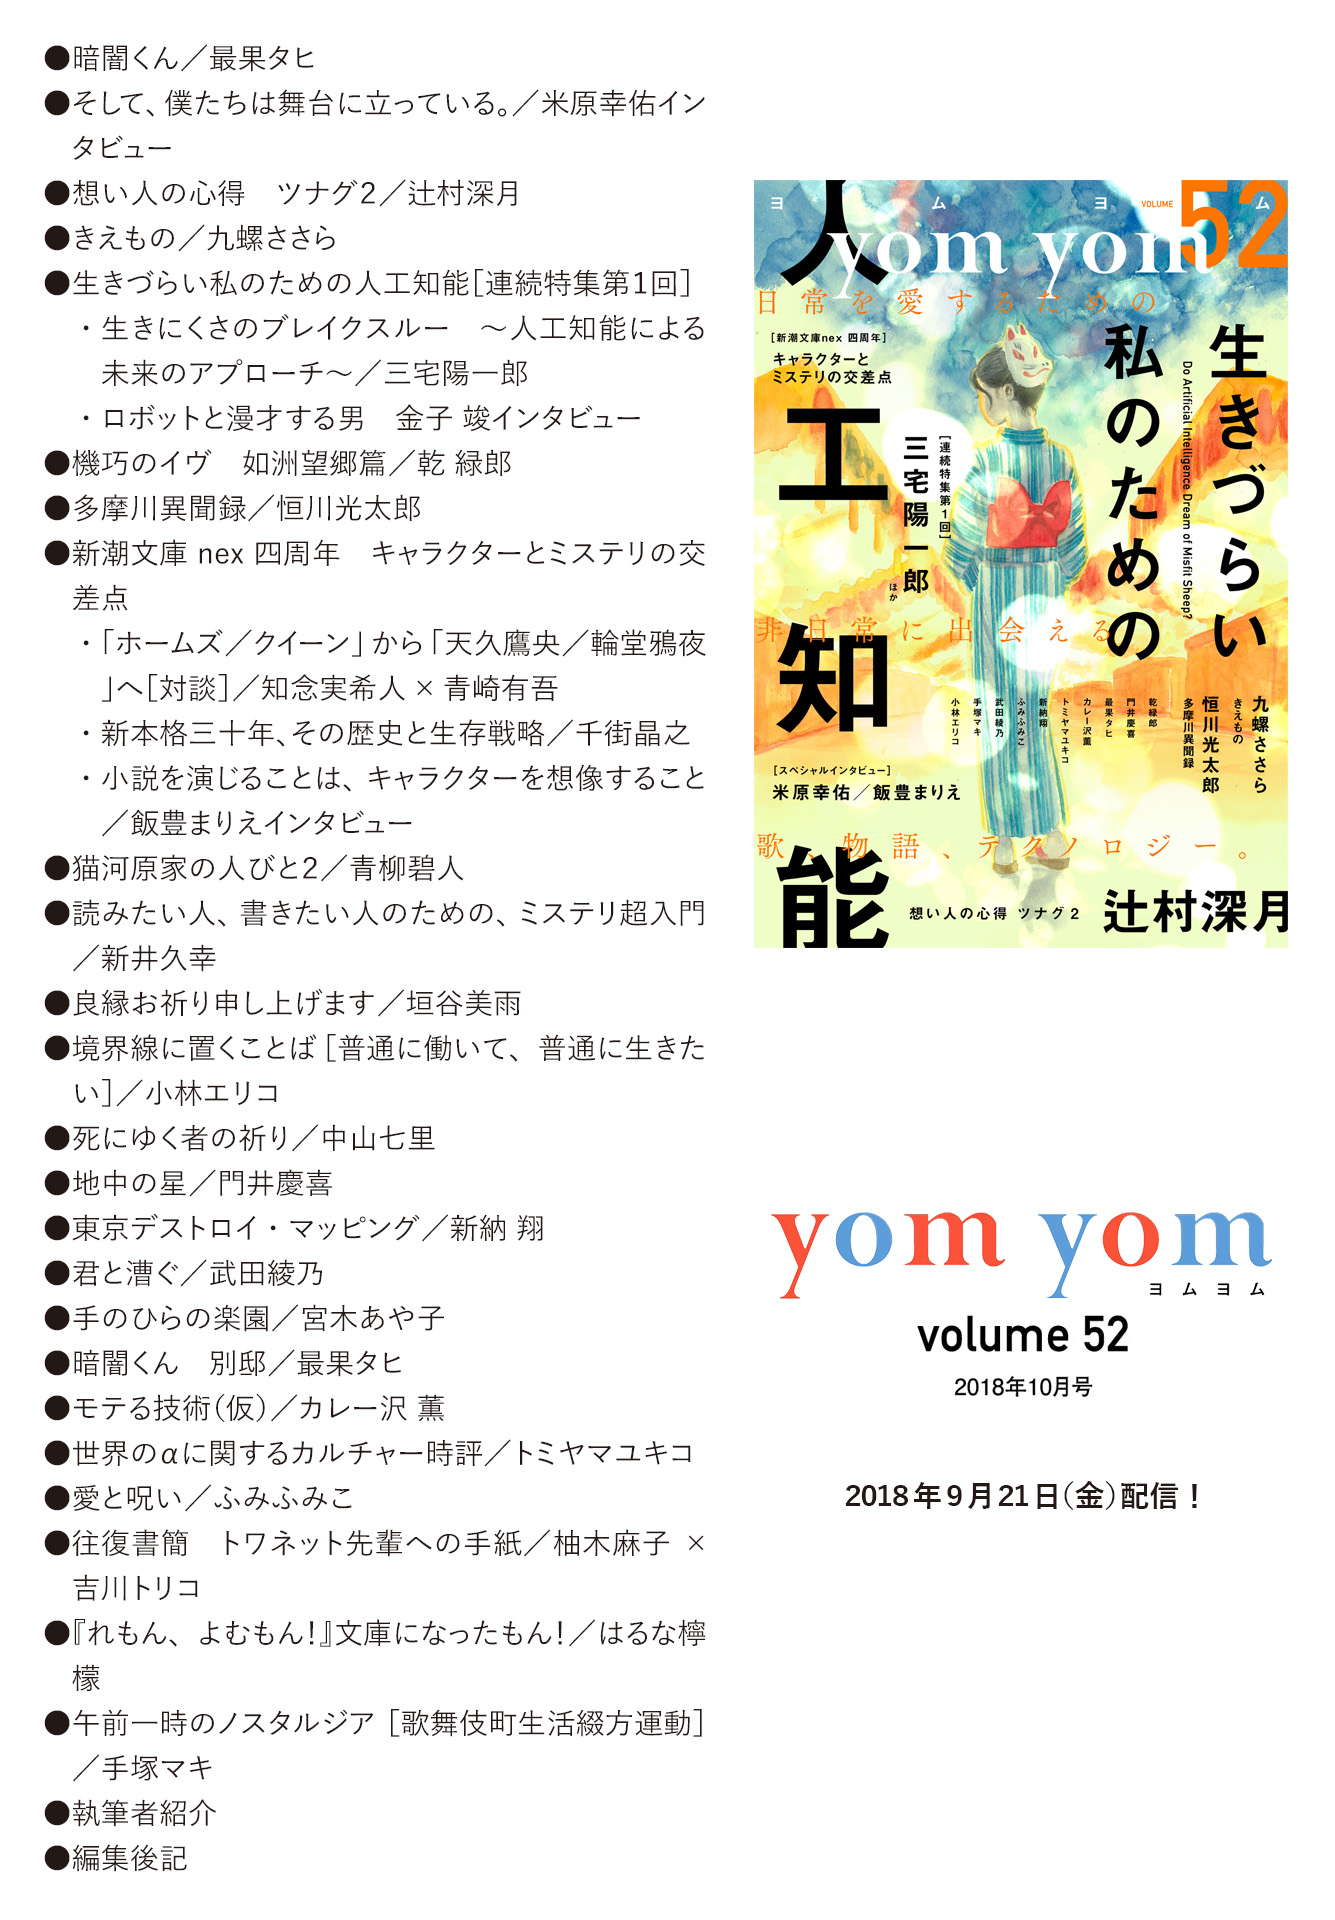 ●暗闇くん／最果タヒ
●そして、僕たちは舞台に立っている。／米原幸佑イン
タビュー
●想い人の心得　ツナグ2／辻村深月
●きえもの／九螺ささら
●生きづらい私のための人工知能［連続特集第1回］
・生きにくさのブレイクスルー　～人工知能による
未来のアプローチ～／三宅陽一郎
・ロボットと漫才する男　金子 竣インタビュー
●機巧のイヴ　如洲望郷篇／乾 緑郎
●多摩川異聞録／恒川光太郎
●新潮文庫 nex 四周年　キャラクターとミステリの交
差点
・「ホームズ／クイーン」から「天久鷹央／輪堂鴉夜
」へ［対談］／知念実希人 × 青崎有吾
・新本格三十年、その歴史と生存戦略／千街晶之
・小説を演じることは、キャラクターを想像すること
／飯豊まりえインタビュー
●猫河原家の人びと2／青柳碧人
●読みたい人、書きたい人のための、ミステリ超入門
／新井久幸
●良縁お祈り申し上げます／垣谷美雨
●境界線に置くことば［普通に働いて、普通に生きた
い］／小林エリコ
●死にゆく者の祈り／中山七里
●地中の星／門井慶喜
●東京デストロイ・マッピング／新納 翔
●君と漕ぐ／武田綾乃
●手のひらの楽園／宮木あや子
●暗闇くん　別邸／最果タヒ
●モテる技術（仮）／カレー沢 薫
●世界のαに関するカルチャー時評／トミヤマユキコ
●愛と呪い／ふみふみこ
●往復書簡　トワネット先輩への手紙／柚木麻子 ×
吉川トリコ
●『れもん、よむもん！』文庫になったもん！／はるな檸
檬
●午前一時のノスタルジア［歌舞伎町生活綴方運動］
／手塚マキ
●執筆者紹介
●編集後記
ヨムヨム
VOLUME 52
yom yom
日常を愛するための
生きづらい
私のための
人工知能
Do Artificial Intelligence Dream of Misfit Sheep?
［新潮文庫nex 四周年］
キャラクターと
ミステリの交差点
［連続特集第1回］
三宅陽一郎
ほか
非日常に出会える
九螺ささら
きえもの
恒川光太郎
多摩川異聞録
乾緑郎
門井慶喜
最果タヒ
カレー沢薫
トミヤマユキコ
新納翔
ふみふみこ
武田綾乃
手塚マキ
小林エリコ
［スペシャルインタビュー］
米原幸佑／飯豊まりえ
歌、物語、テクノロジー。
想い人の心得 ツナグ2
辻村深月
yom yom
ヨムヨム
volume 52
2018年10月号
2018年9月21日（金）配信！